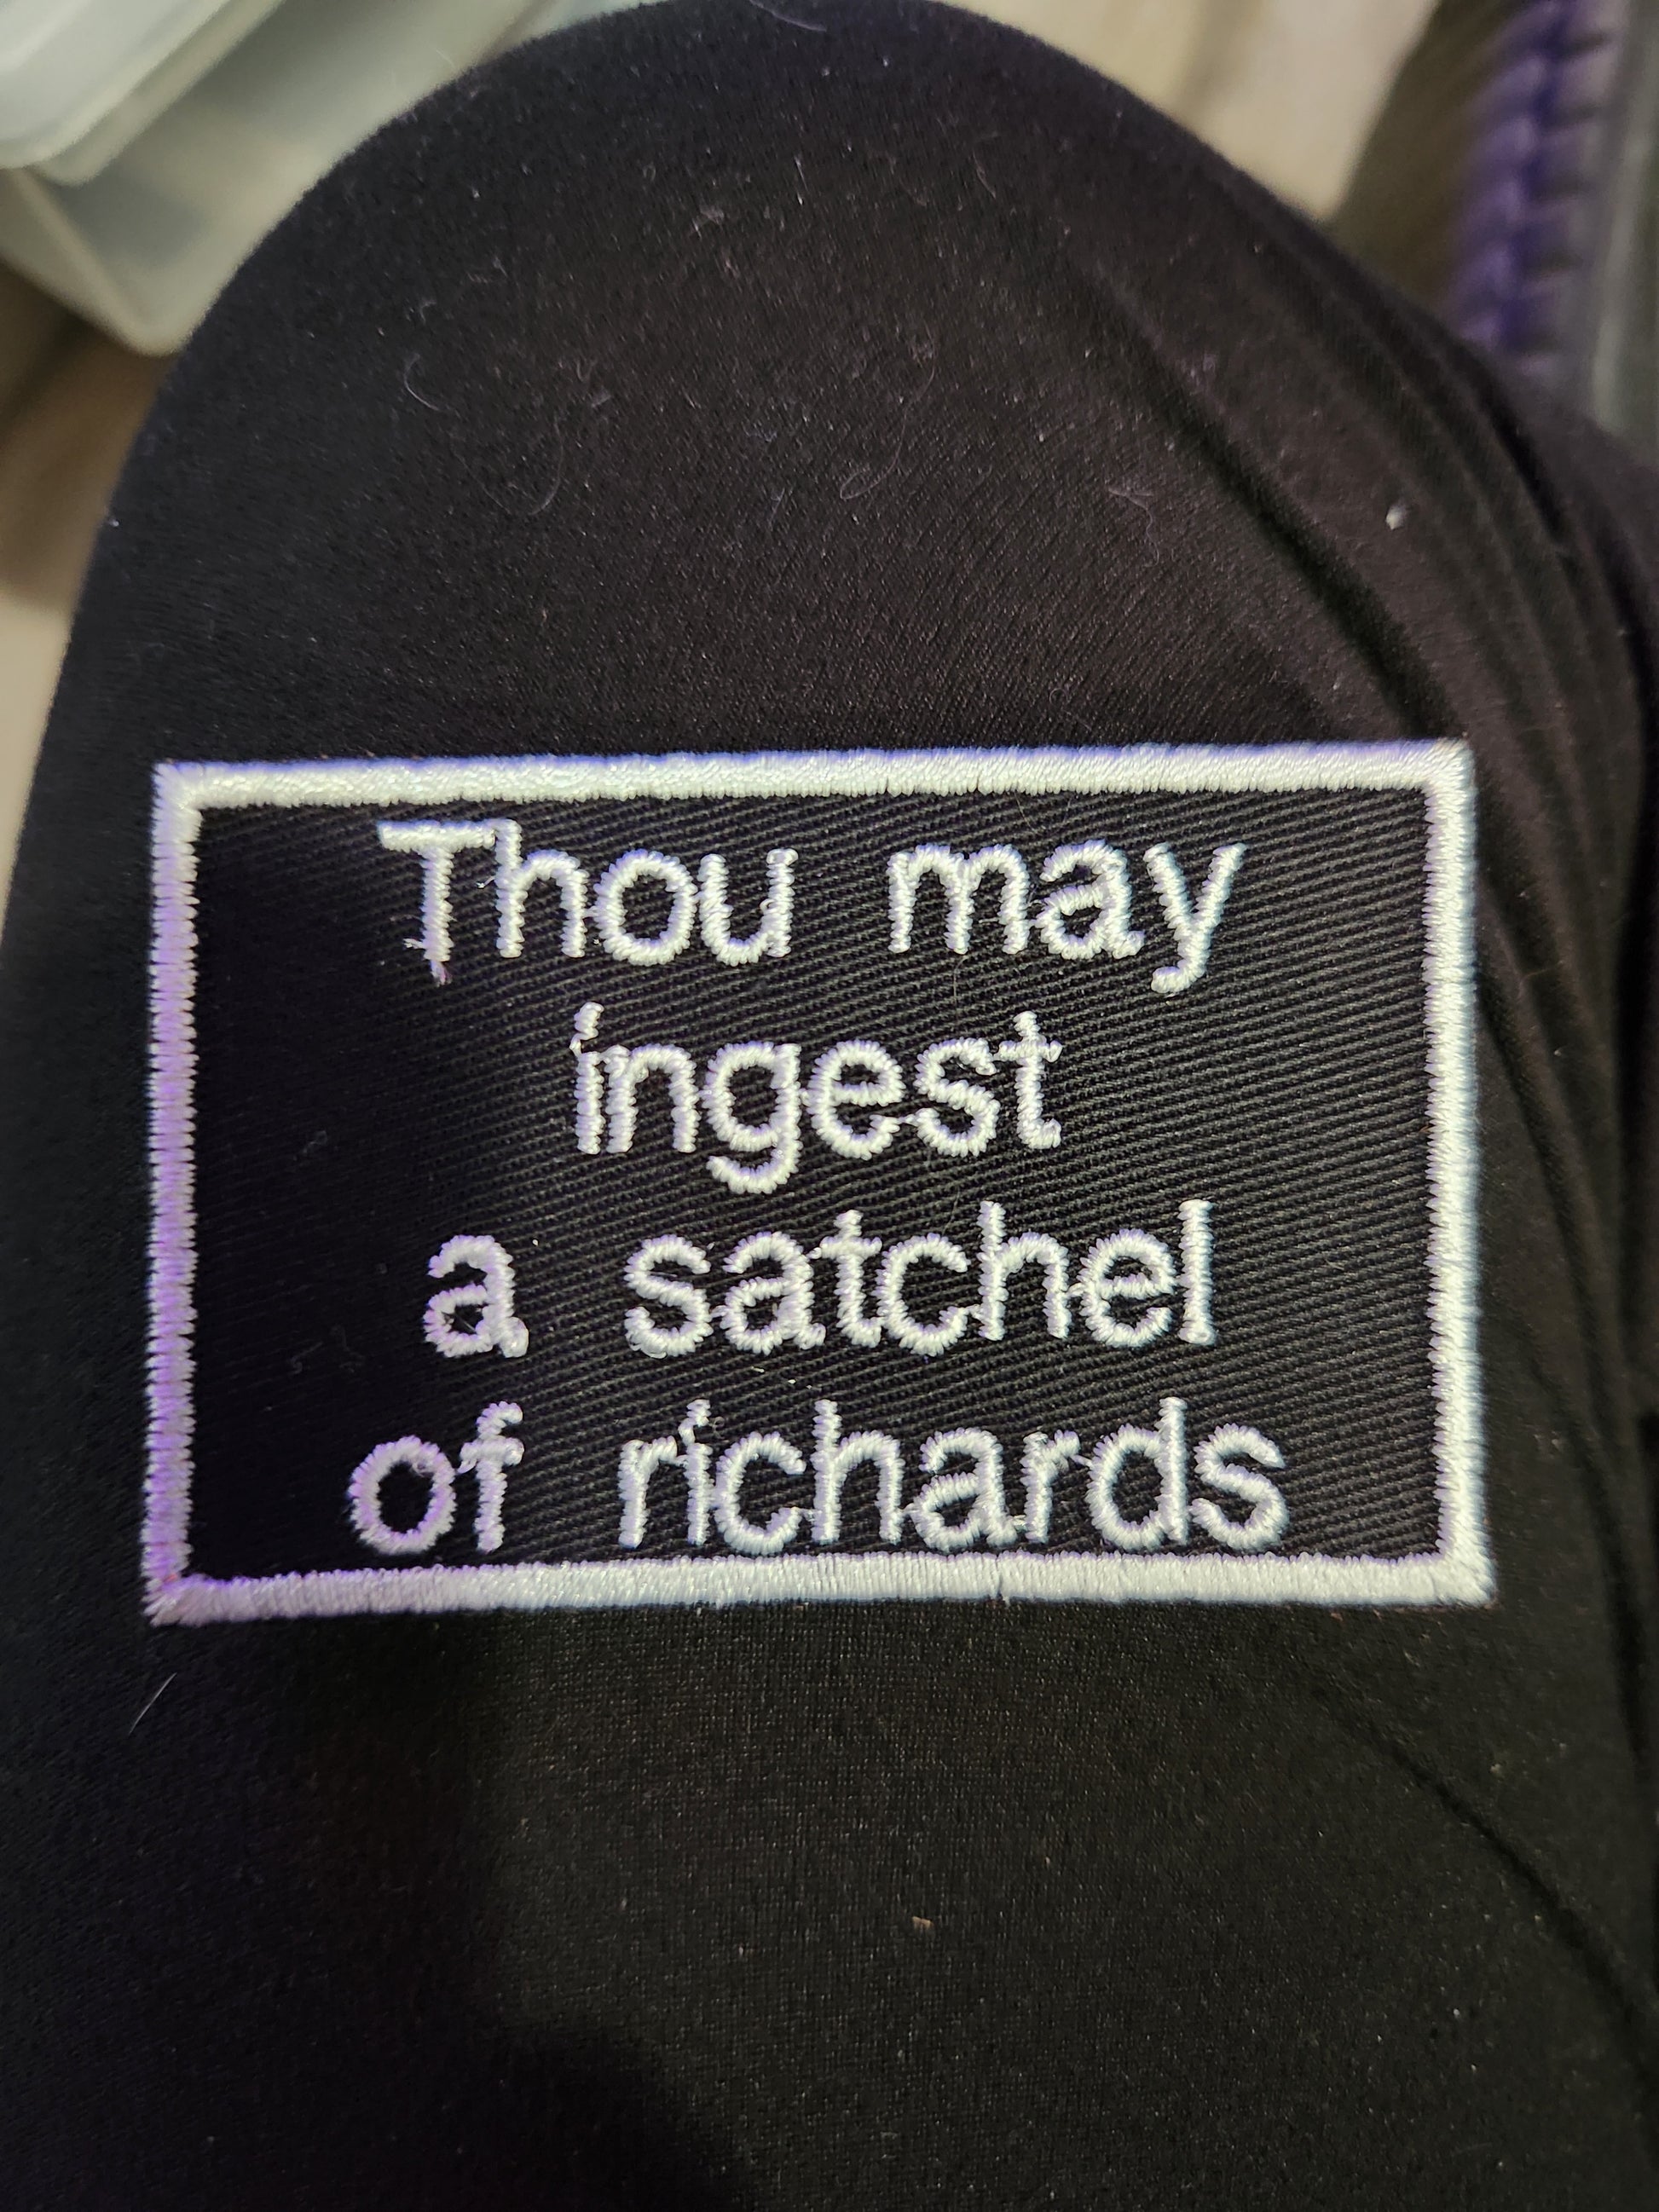 Thou may
ingest
a satchel
of richards